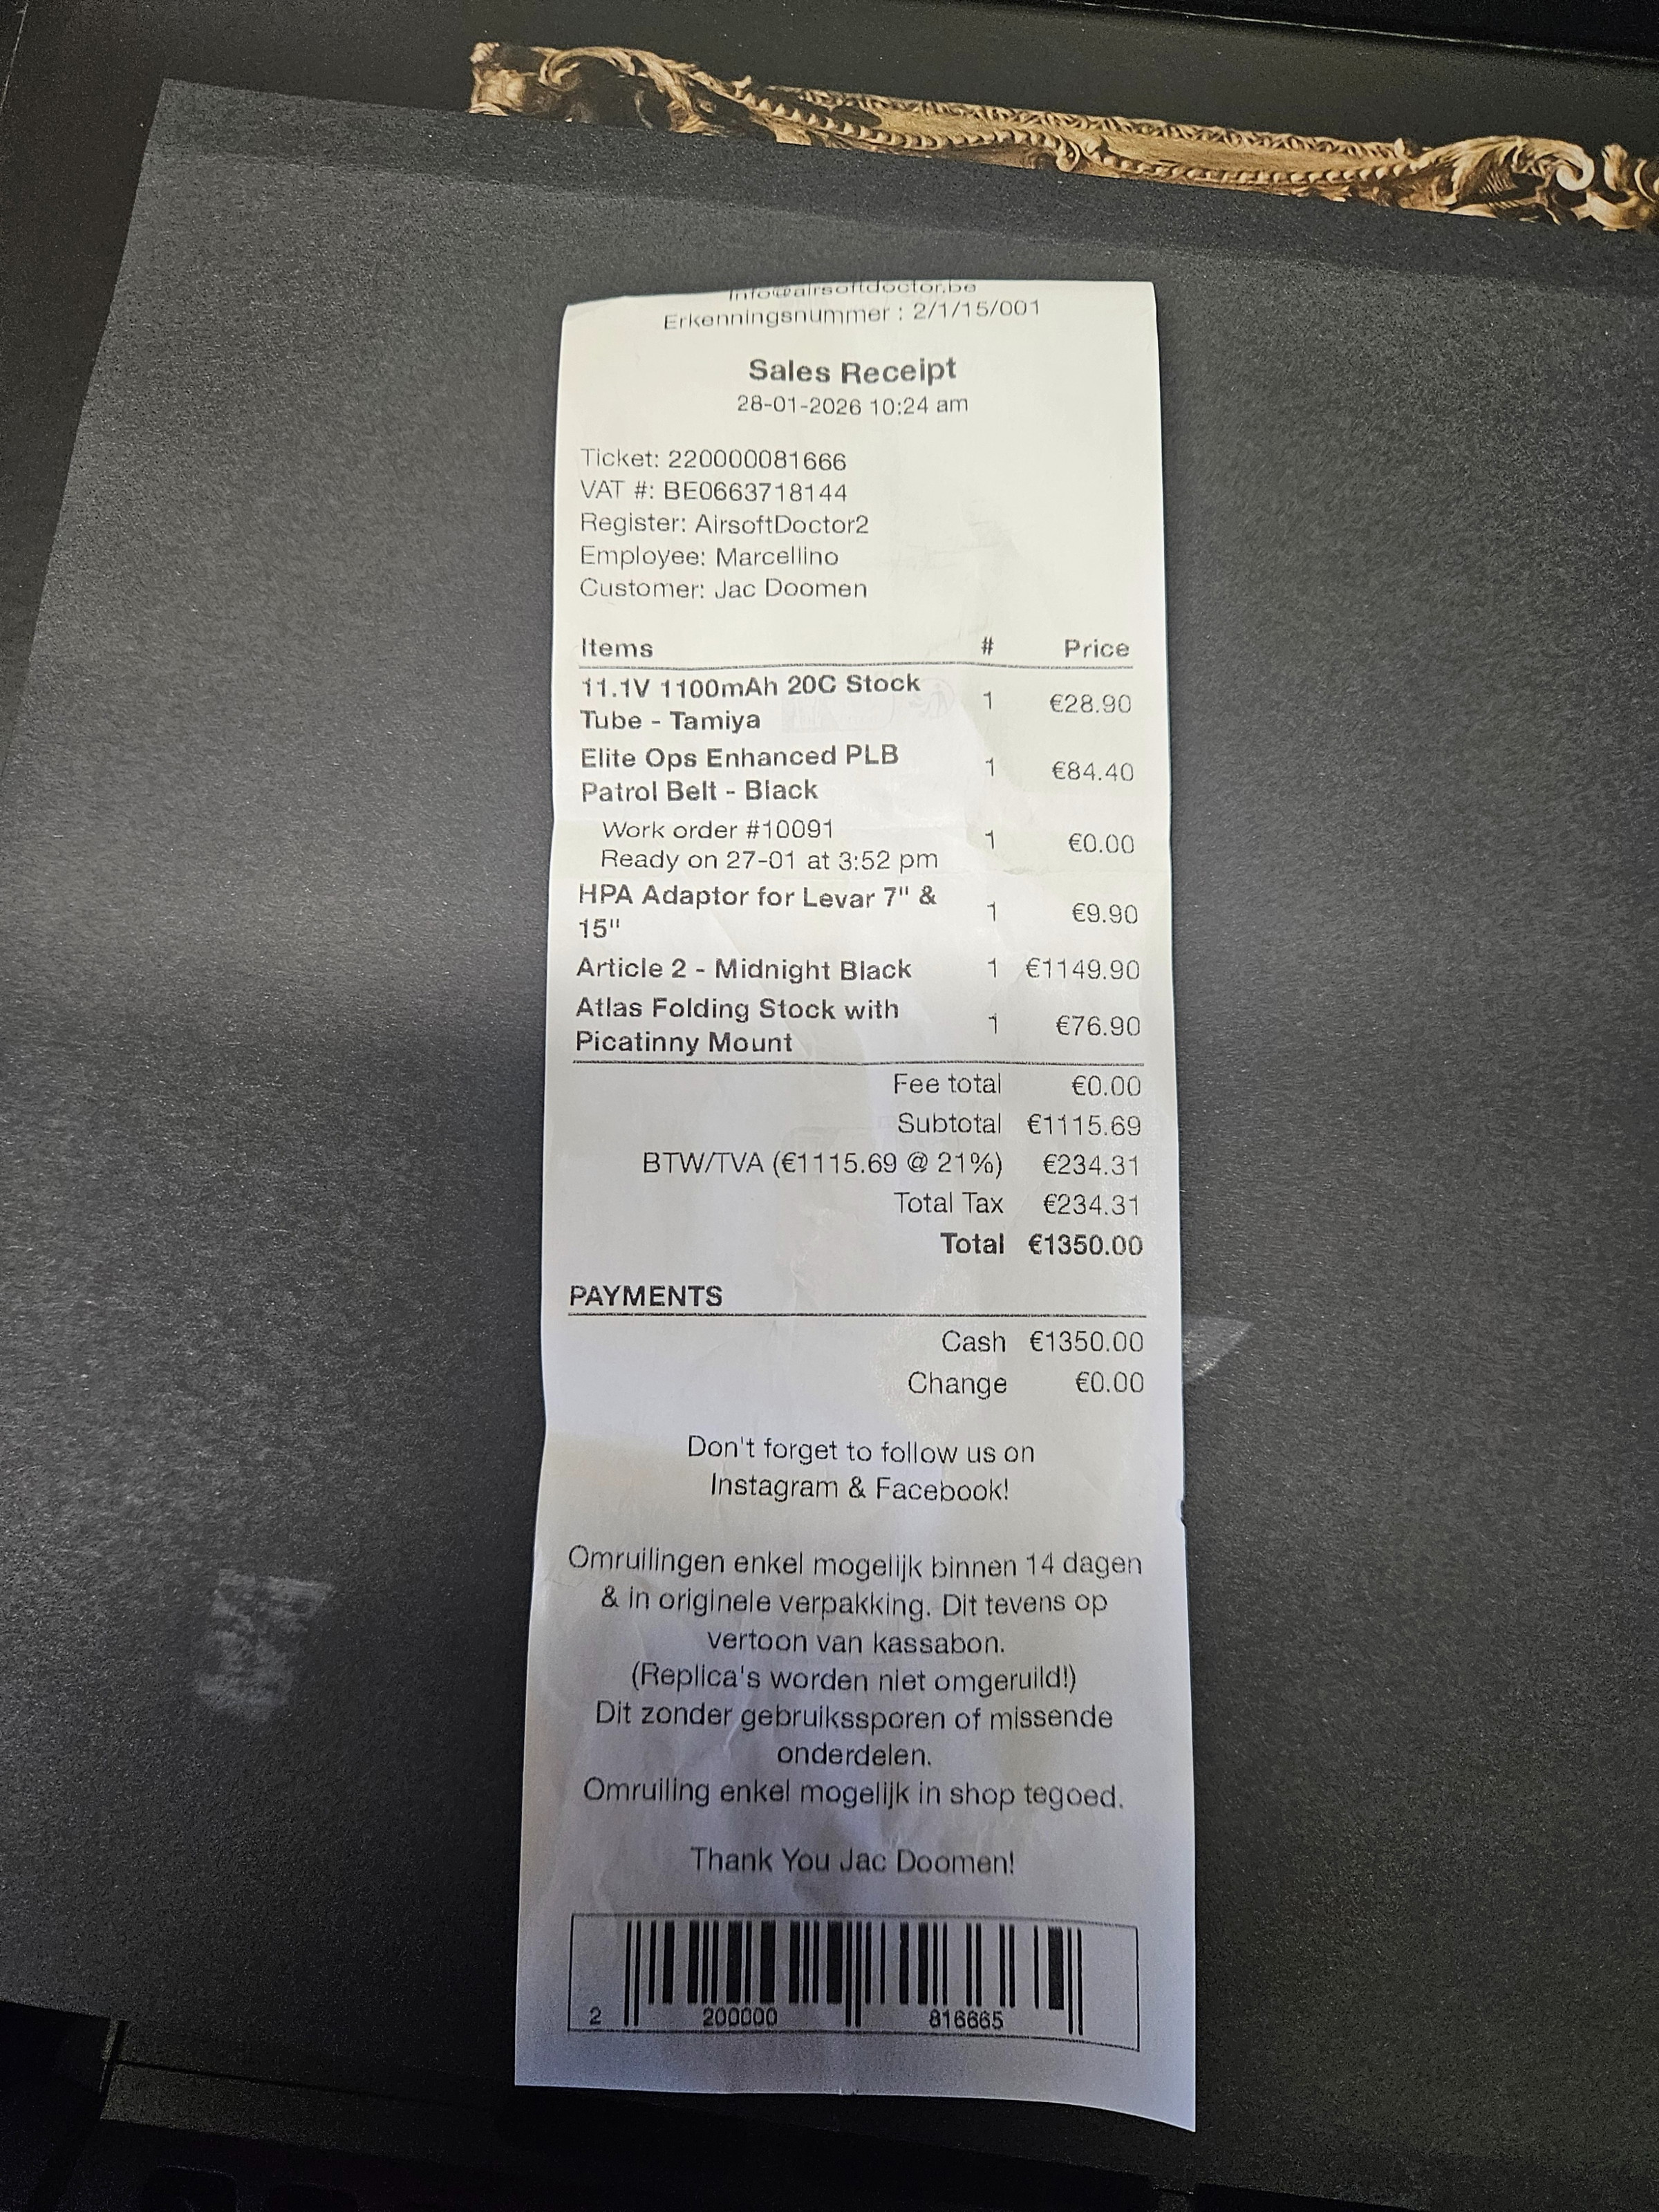 info@airsoftdoctor.be
Erkenningsnummer : 2/1/15/001
Sales Receipt
28-01-2026 10:24 am
Ticket: 220000081666
VAT #: BE0663718144
Register: AirsoftDoctor2
Employee: Marcellino
Customer: Jac Doomen
Items # Price
11.1V 1100mAh 20C Stock
Tube - Tamiya 1 €28.90
Elite Ops Enhanced PLB
Patrol Belt - Black 1 €84.40
Work order #10091
Ready on 27-01 at 3:52 pm 1 €0.00
HPA Adaptor for Levar 7" &
15" 1 €9.90
Article 2 - Midnight Black 1 €1149.90
Atlas Folding Stock with
Picatinny Mount 1 €76.90
Fee total €0.00
Subtotal €1115.69
BTW/TVA (€1115.69 @ 21%) €234.31
Total Tax €234.31
Total €1350.00
PAYMENTS
Cash €1350.00
Change €0.00
Don't forget to follow us on
Instagram & Facebook!
Omruilingen enkel mogelijk binnen 14 dagen
& in originele verpakking. Dit tevens op
vertoon van kassabon.
(Replica's worden niet omgeruild!)
Dit zonder gebruikssporen of missende
onderdelen.
Omruiling enkel mogelijk in shop tegoed.
Thank You Jac Doomen!
2 200000 816665